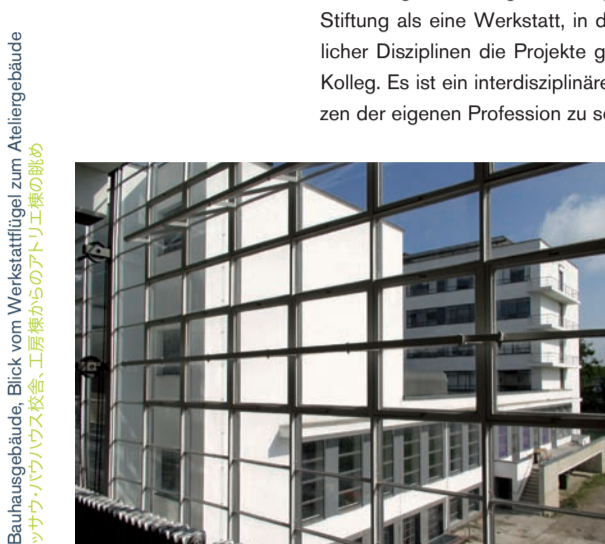 Stiftung als eine Werkstatt, in d
licher Disziplinen die Projekte g
Kolleg. Es ist ein interdisziplinäre
zen der eigenen Profession zu se
Bauhausgebäude, Blick vom Werkstattflügel zum Ateliergebäude
ッサウ・バウハウス校舎、工房棟からのアトリエ棟の眺め